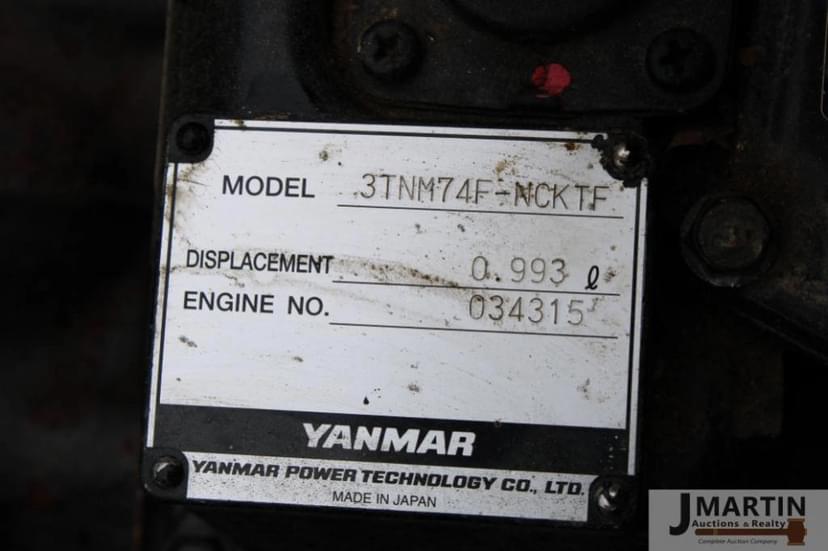 MODEL 3TNM74F-NCKTF
DISPLACEMENT 0.993 ℓ
ENGINE NO. 034315
YANMAR
YANMAR POWER TECHNOLOGY CO., LTD.
MADE IN JAPAN
J MARTIN
Auctions & Realty
Complete Auction Company